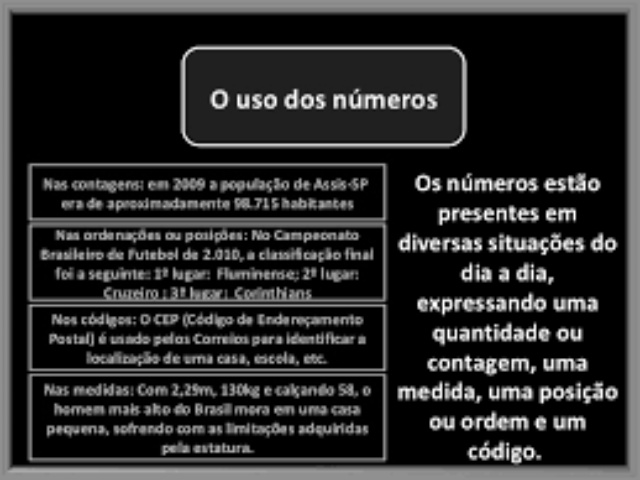 O uso dos números
Nas contagens: em 2009 a população de Assis-SP
era de aproximadamente 98.715 habitantes
Nas ordenações ou posições: No Campeonato
Brasileiro de Futebol de 2.010, a classificação final
foi a seguinte: 1º lugar: Fluminense; 2º lugar:
Cruzeiro ; 3º lugar: Corinthians
Nos códigos: O CEP (Código de Endereçamento
Postal) é usado pelos Correios para identificar a
localização de uma casa, escola, etc.
Nas medidas: Com 2,29m, 130kg e calçando 58, o
homem mais alto do Brasil mora em uma casa
pequena, sofrendo com as limitações adquiridas
pela estatura.
Os números estão
presentes em
diversas situações do
dia a dia,
expressando uma
quantidade ou
contagem, uma
medida, uma posição
ou ordem e um
código.